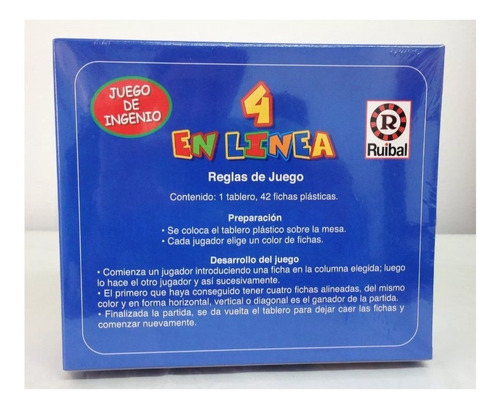 JUEGO
DE
INGENIO
4
EN LINEA
R
Ruibal
Reglas de Juego
Contenido: 1 tablero, 42 fichas plásticas.
Preparación
• Se coloca el tablero plástico sobre la mesa.
• Cada jugador elige un color de fichas.
Desarrollo del juego
• Comienza un jugador introduciendo una ficha en la columna elegida; luego
lo hace el otro jugador y así sucesivamente.
• El primero que haya conseguido tener cuatro fichas alineadas, del mismo
color y en forma horizontal, vertical o diagonal es el ganador de la partida.
• Finalizada la partida, se da vuelta el tablero para dejar caer las fichas y
comenzar nuevamente.